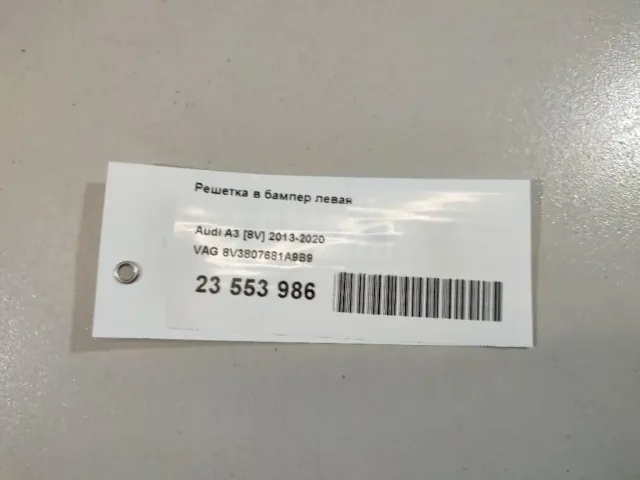 Решетка в бампер левая
Audi A3 [8V] 2013-2020
VAG 8V3807681A9B9
23 553 986